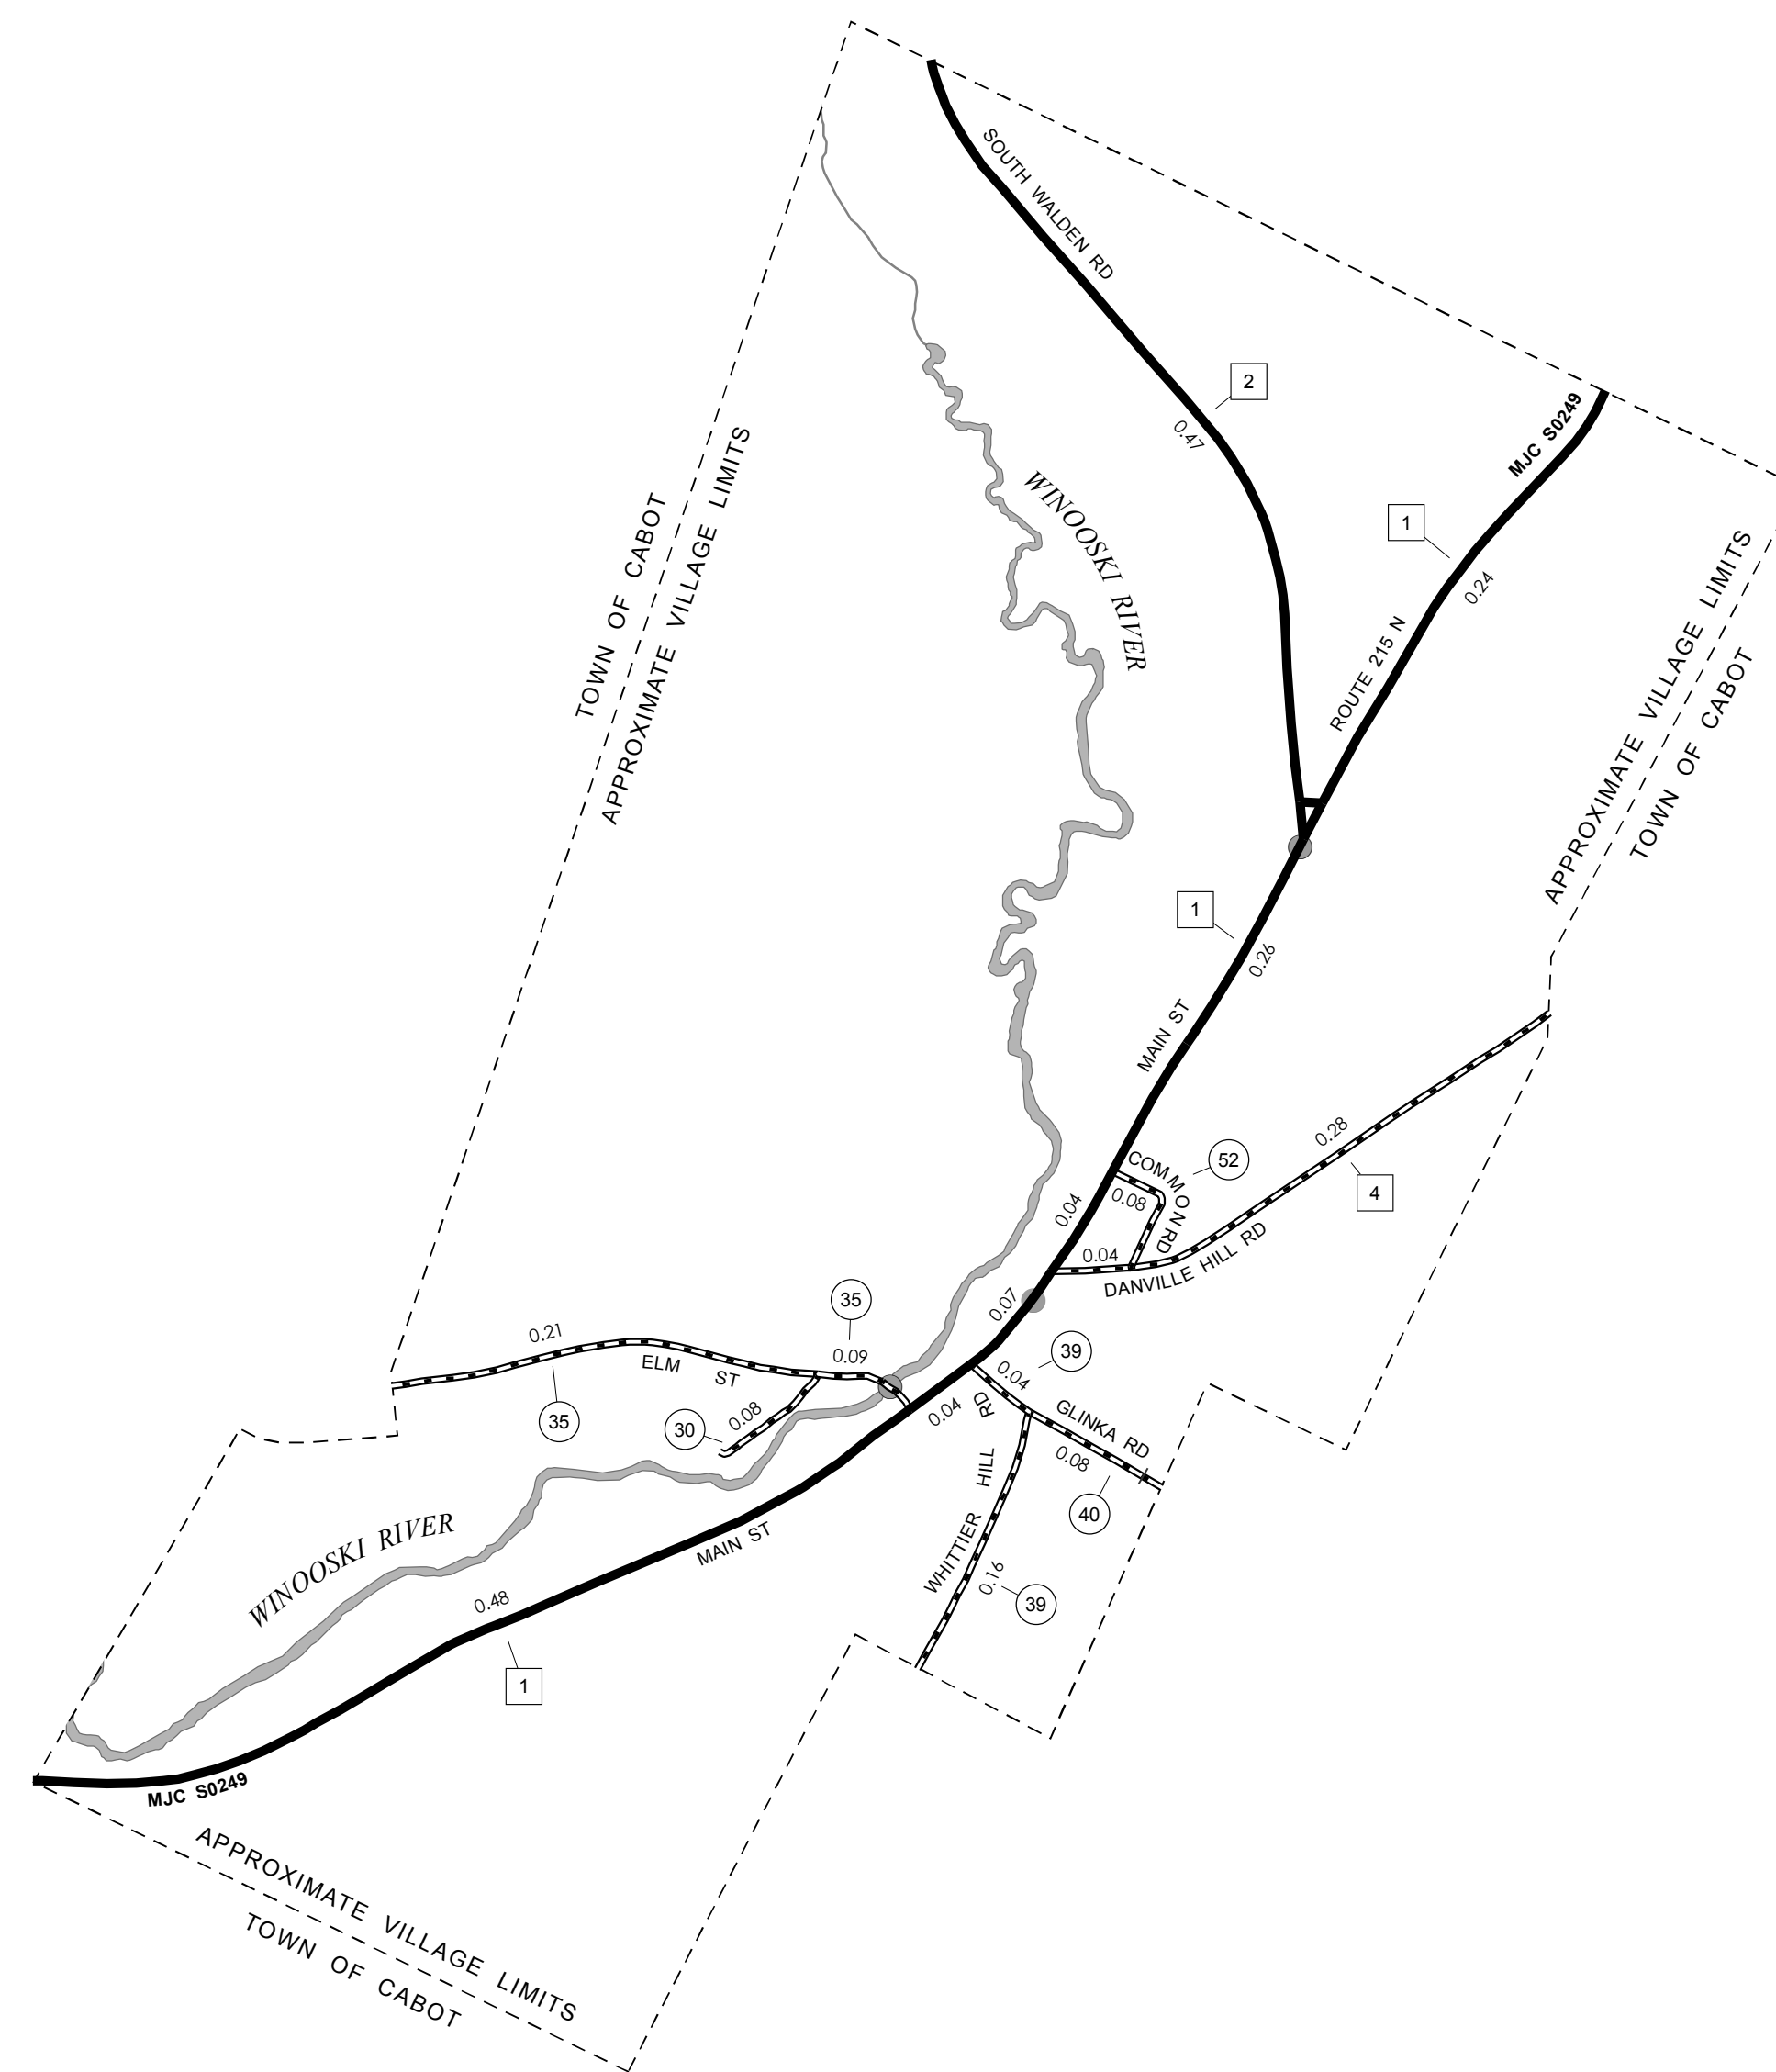 SOUTH WALDEN RD
2
0.47
MJC S0249
1
0.24
WINOOSKI RIVER
TOWN OF CABOT
APPROXIMATE VILLAGE LIMITS
ROUTE 215 N
APPROXIMATE VILLAGE LIMITS
TOWN OF CABOT
1
0.26
MAIN ST
0.28
4
COMMON RD
52
0.08
0.04
0.04
DANVILLE HILL RD
0.07
35
0.21
0.09
ELM ST
35
30
0.08
39
0.04
0.04
GLINKA RD
0.08
40
WHITTIER HILL RD
0.16
39
MAIN ST
WINOOSKI RIVER
0.48
1
MJC S0249
APPROXIMATE VILLAGE LIMITS
TOWN OF CABOT